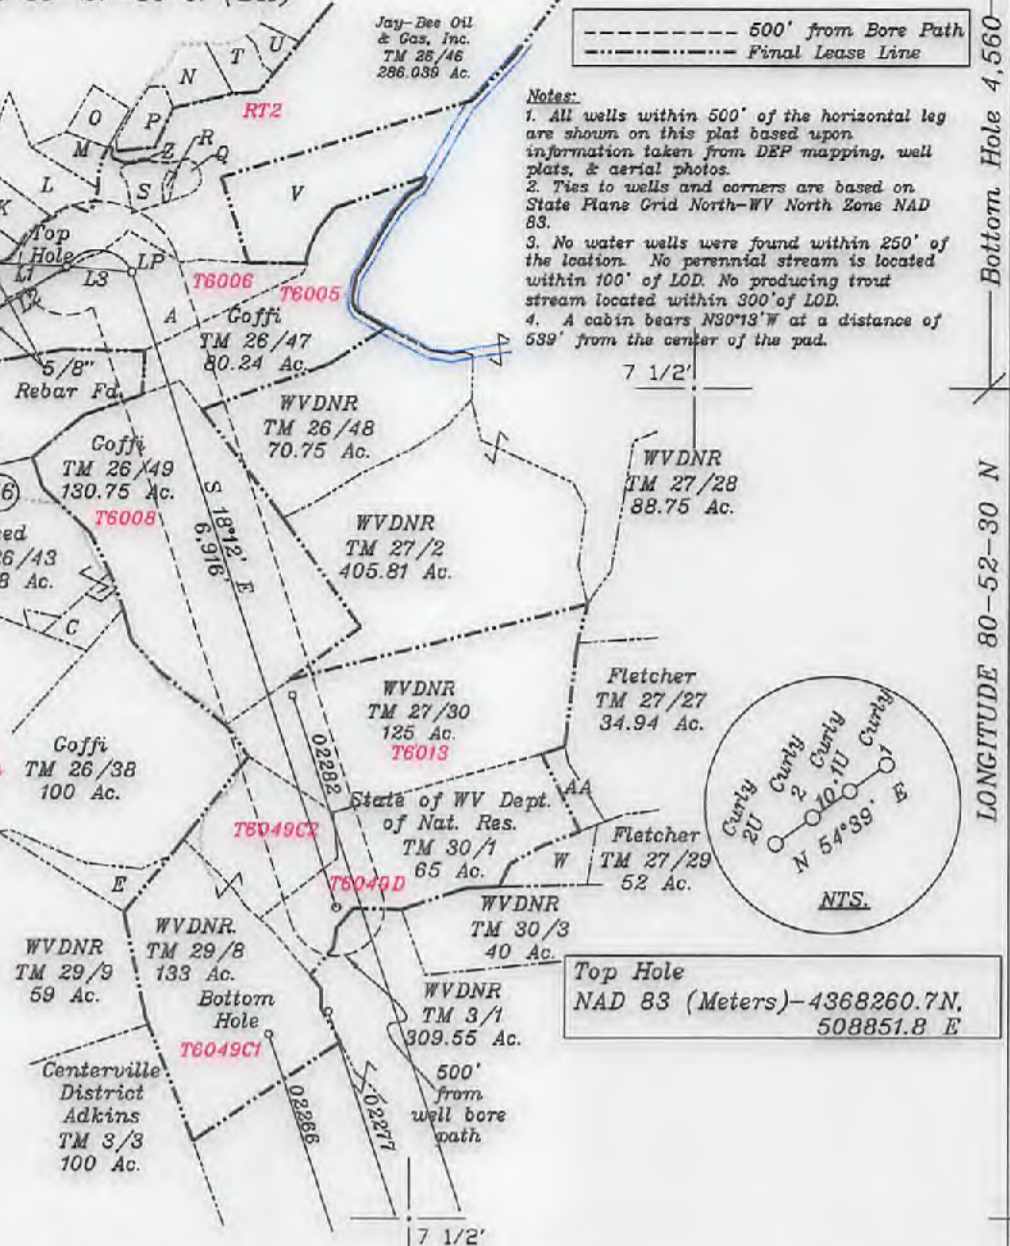 Jay-Bee Oil
& Gas, Inc.
TM 26/46
286.039 Ac.
500' from Bore Path
Final Lease Line
Bottom Hole 4,560
Notes:
1. All wells within 500' of the horizontal leg
are shown on this plat based upon
information taken from DEP mapping, well
plats, & aerial photos.
2. Ties to wells and corners are based on
State Plane Grid North-WV North Zone NAD
83.
3. No water wells were found within 250' of
the location. No perennial stream is located
within 100' of LOD. No producing trout
stream located within 300'of LOD.
4. A cabin bears N30°13'W at a distance of
539' from the center of the pad.
U
T
N
RT2
O
P
M
Z
R
Q
L
S
V
K
Top
Hole
LP
L1
L3
L2
T6006
T6005
A
Goffi
TM 26/47
80.24 Ac.
5/8"
Rebar Fd.
7 1/2'
WVDNR
TM 26/48
70.75 Ac.
Goffi
TM 26/49
130.75 Ac.
T6008
S 18°12' E
6,916'
WVDNR
TM 27/28
88.75 Ac.
WVDNR
TM 27/2
405.81 Ac.
LONGITUDE 80-52-30 N
26/43
8 Ac.
C
Fletcher
TM 27/27
34.94 Ac.
WVDNR
TM 27/30
125 Ac.
T6013
02282
Goffi
TM 26/38
100 Ac.
Curly
2U
Curly
2
Curly
1U
Curly
1
10'
N 54°39' E
NTS.
AA
State of WV Dept.
of Nat. Res.
TM 30/1
65 Ac.
T6049C2
Fletcher
TM 27/29
52 Ac.
W
E
T6049D
WVDNR
TM 30/3
40 Ac.
WVDNR
TM 29/9
59 Ac.
WVDNR
TM 29/8
133 Ac.
Bottom
Hole
T6049C1
Top Hole
NAD 83 (Meters)-4368260.7N,
508851.8 E
WVDNR
TM 3/1
309.55 Ac.
500'
from
well bore
path
Centerville
District
Adkins
TM 3/3
100 Ac.
02266
02277
7 1/2'